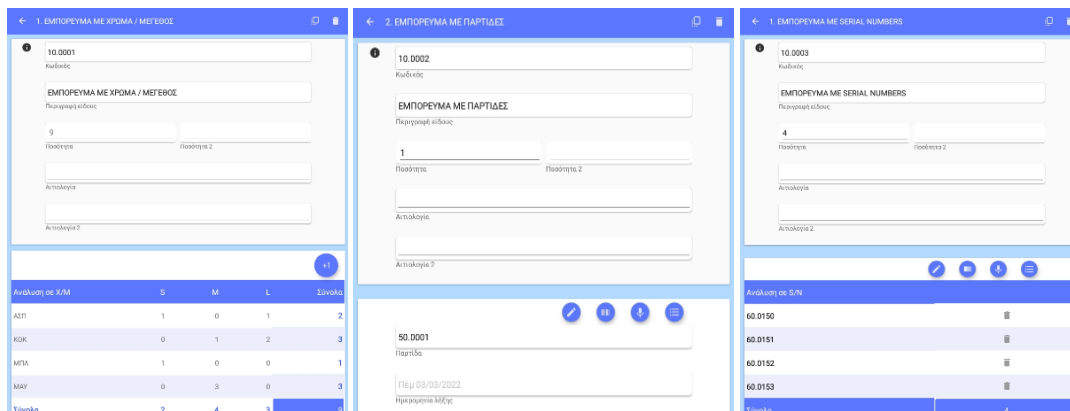 1. ΕΜΠΟΡΕΥΜΑ ΜΕ ΧΡΩΜΑ / ΜΕΓΕΘΟΣ
10.0001
Κωδικός
ΕΜΠΟΡΕΥΜΑ ΜΕ ΧΡΩΜΑ / ΜΕΓΕΘΟΣ
Περιγραφή είδους
9
Ποσότητα Ποσότητα 2
Αιτιολογία
Αιτιολογία 2
+1
Ανάλυση σε Χ/Μ S M L Σύνολα
ΑΣΠ 1 0 1 2
ΚΟΚ 0 1 2 3
ΜΠΛ 1 0 0 1
ΜΑΥ 0 3 0 3
Σύνολα 2 4 3 9
2. ΕΜΠΟΡΕΥΜΑ ΜΕ ΠΑΡΤΙΔΕΣ
10.0002
Κωδικός
ΕΜΠΟΡΕΥΜΑ ΜΕ ΠΑΡΤΙΔΕΣ
Περιγραφή είδους
1
Ποσότητα Ποσότητα 2
Αιτιολογία
Αιτιολογία 2
50.0001
Παρτίδα
Πέμ 03/03/2022
Ημερομηνία λήξης
1. ΕΜΠΟΡΕΥΜΑ ΜΕ SERIAL NUMBERS
10.0003
Κωδικός
ΕΜΠΟΡΕΥΜΑ ΜΕ SERIAL NUMBERS
Περιγραφή είδους
4
Ποσότητα Ποσότητα 2
Αιτιολογία
Αιτιολογία 2
Ανάλυση σε S/N
60.0150
60.0151
60.0152
60.0153
Σύνολα 4